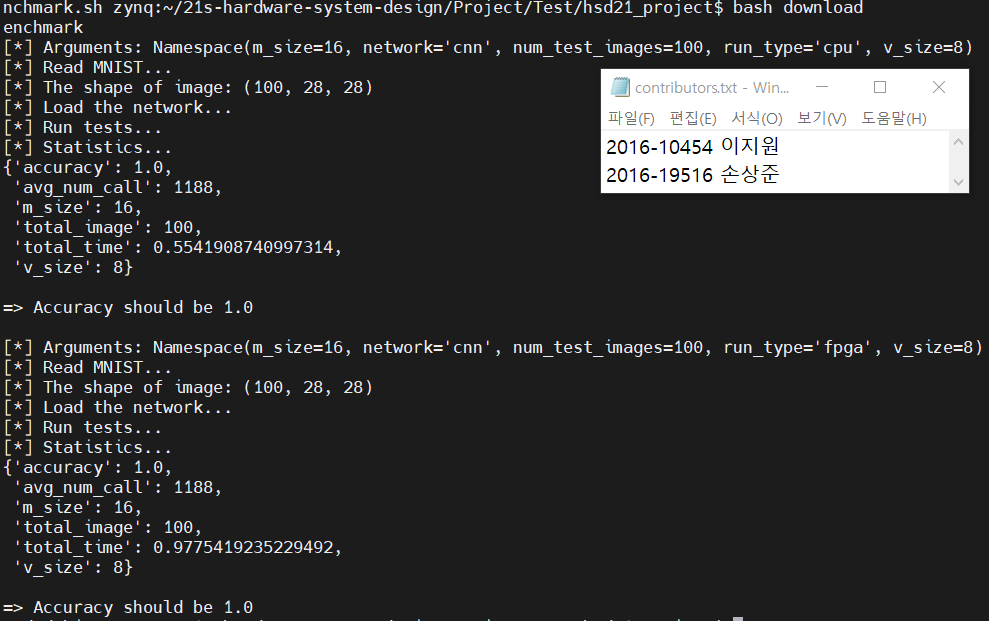 nchmark.sh zynq:~/21s-hardware-system-design/Project/Test/hsd21_project$ bash download
enchmark
[*] Arguments: Namespace(m_size=16, network='cnn', num_test_images=100, run_type='cpu', v_size=8)
[*] Read MNIST...
[*] The shape of image: (100, 28, 28)
[*] Load the network...
[*] Run tests...
[*] Statistics...
{'accuracy': 1.0,
 'avg_num_call': 1188,
 'm_size': 16,
 'total_image': 100,
 'total_time': 0.5541908740997314,
 'v_size': 8}
=> Accuracy should be 1.0
[*] Arguments: Namespace(m_size=16, network='cnn', num_test_images=100, run_type='fpga', v_size=8)
[*] Read MNIST...
[*] The shape of image: (100, 28, 28)
[*] Load the network...
[*] Run tests...
[*] Statistics...
{'accuracy': 1.0,
 'avg_num_call': 1188,
 'm_size': 16,
 'total_image': 100,
 'total_time': 0.9775419235229492,
 'v_size': 8}
=> Accuracy should be 1.0
contributors.txt - Win...
파일(F) 편집(E) 서식(O) 보기(V) 도움말(H)
2016-10454 이지원
2016-19516 손상준